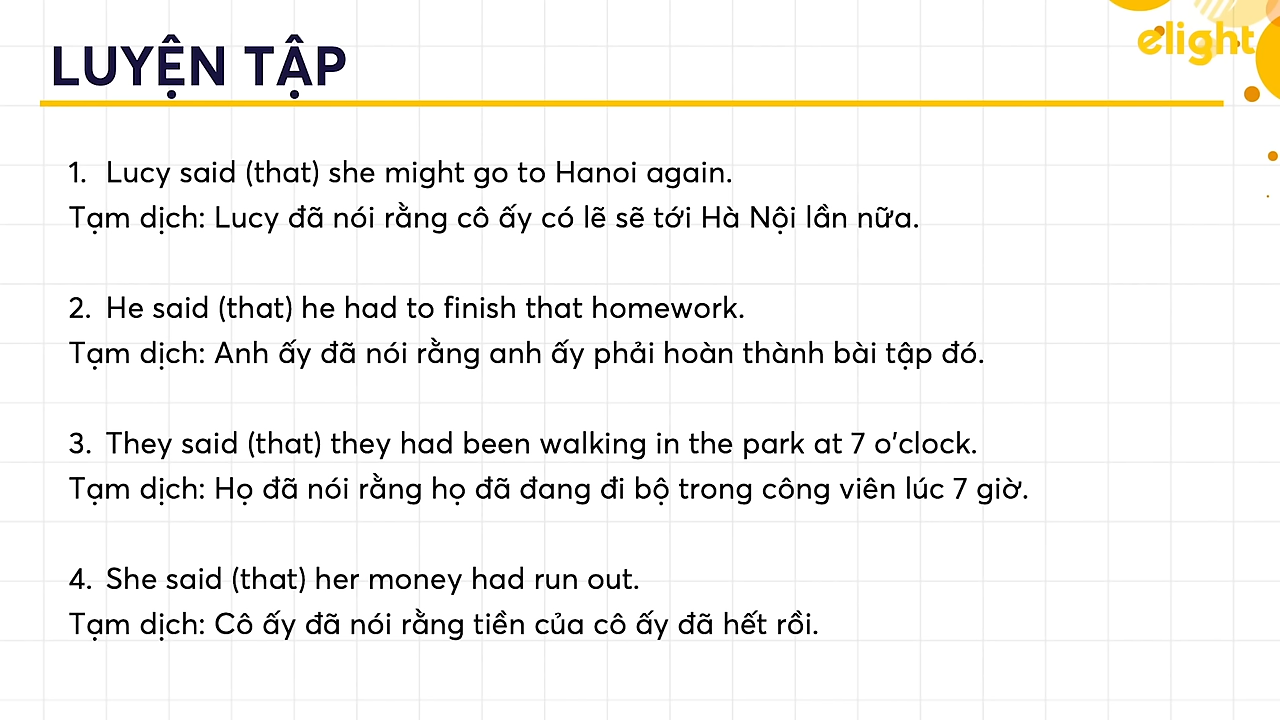 elight
LUYỆN TẬP
1. Lucy said (that) she might go to Hanoi again.
Tạm dịch: Lucy đã nói rằng cô ấy có lẽ sẽ tới Hà Nội lần nữa.
2. He said (that) he had to finish that homework.
Tạm dịch: Anh ấy đã nói rằng anh ấy phải hoàn thành bài tập đó.
3. They said (that) they had been walking in the park at 7 o'clock.
Tạm dịch: Họ đã nói rằng họ đã đang đi bộ trong công viên lúc 7 giờ.
4. She said (that) her money had run out.
Tạm dịch: Cô ấy đã nói rằng tiền của cô ấy đã hết rồi.